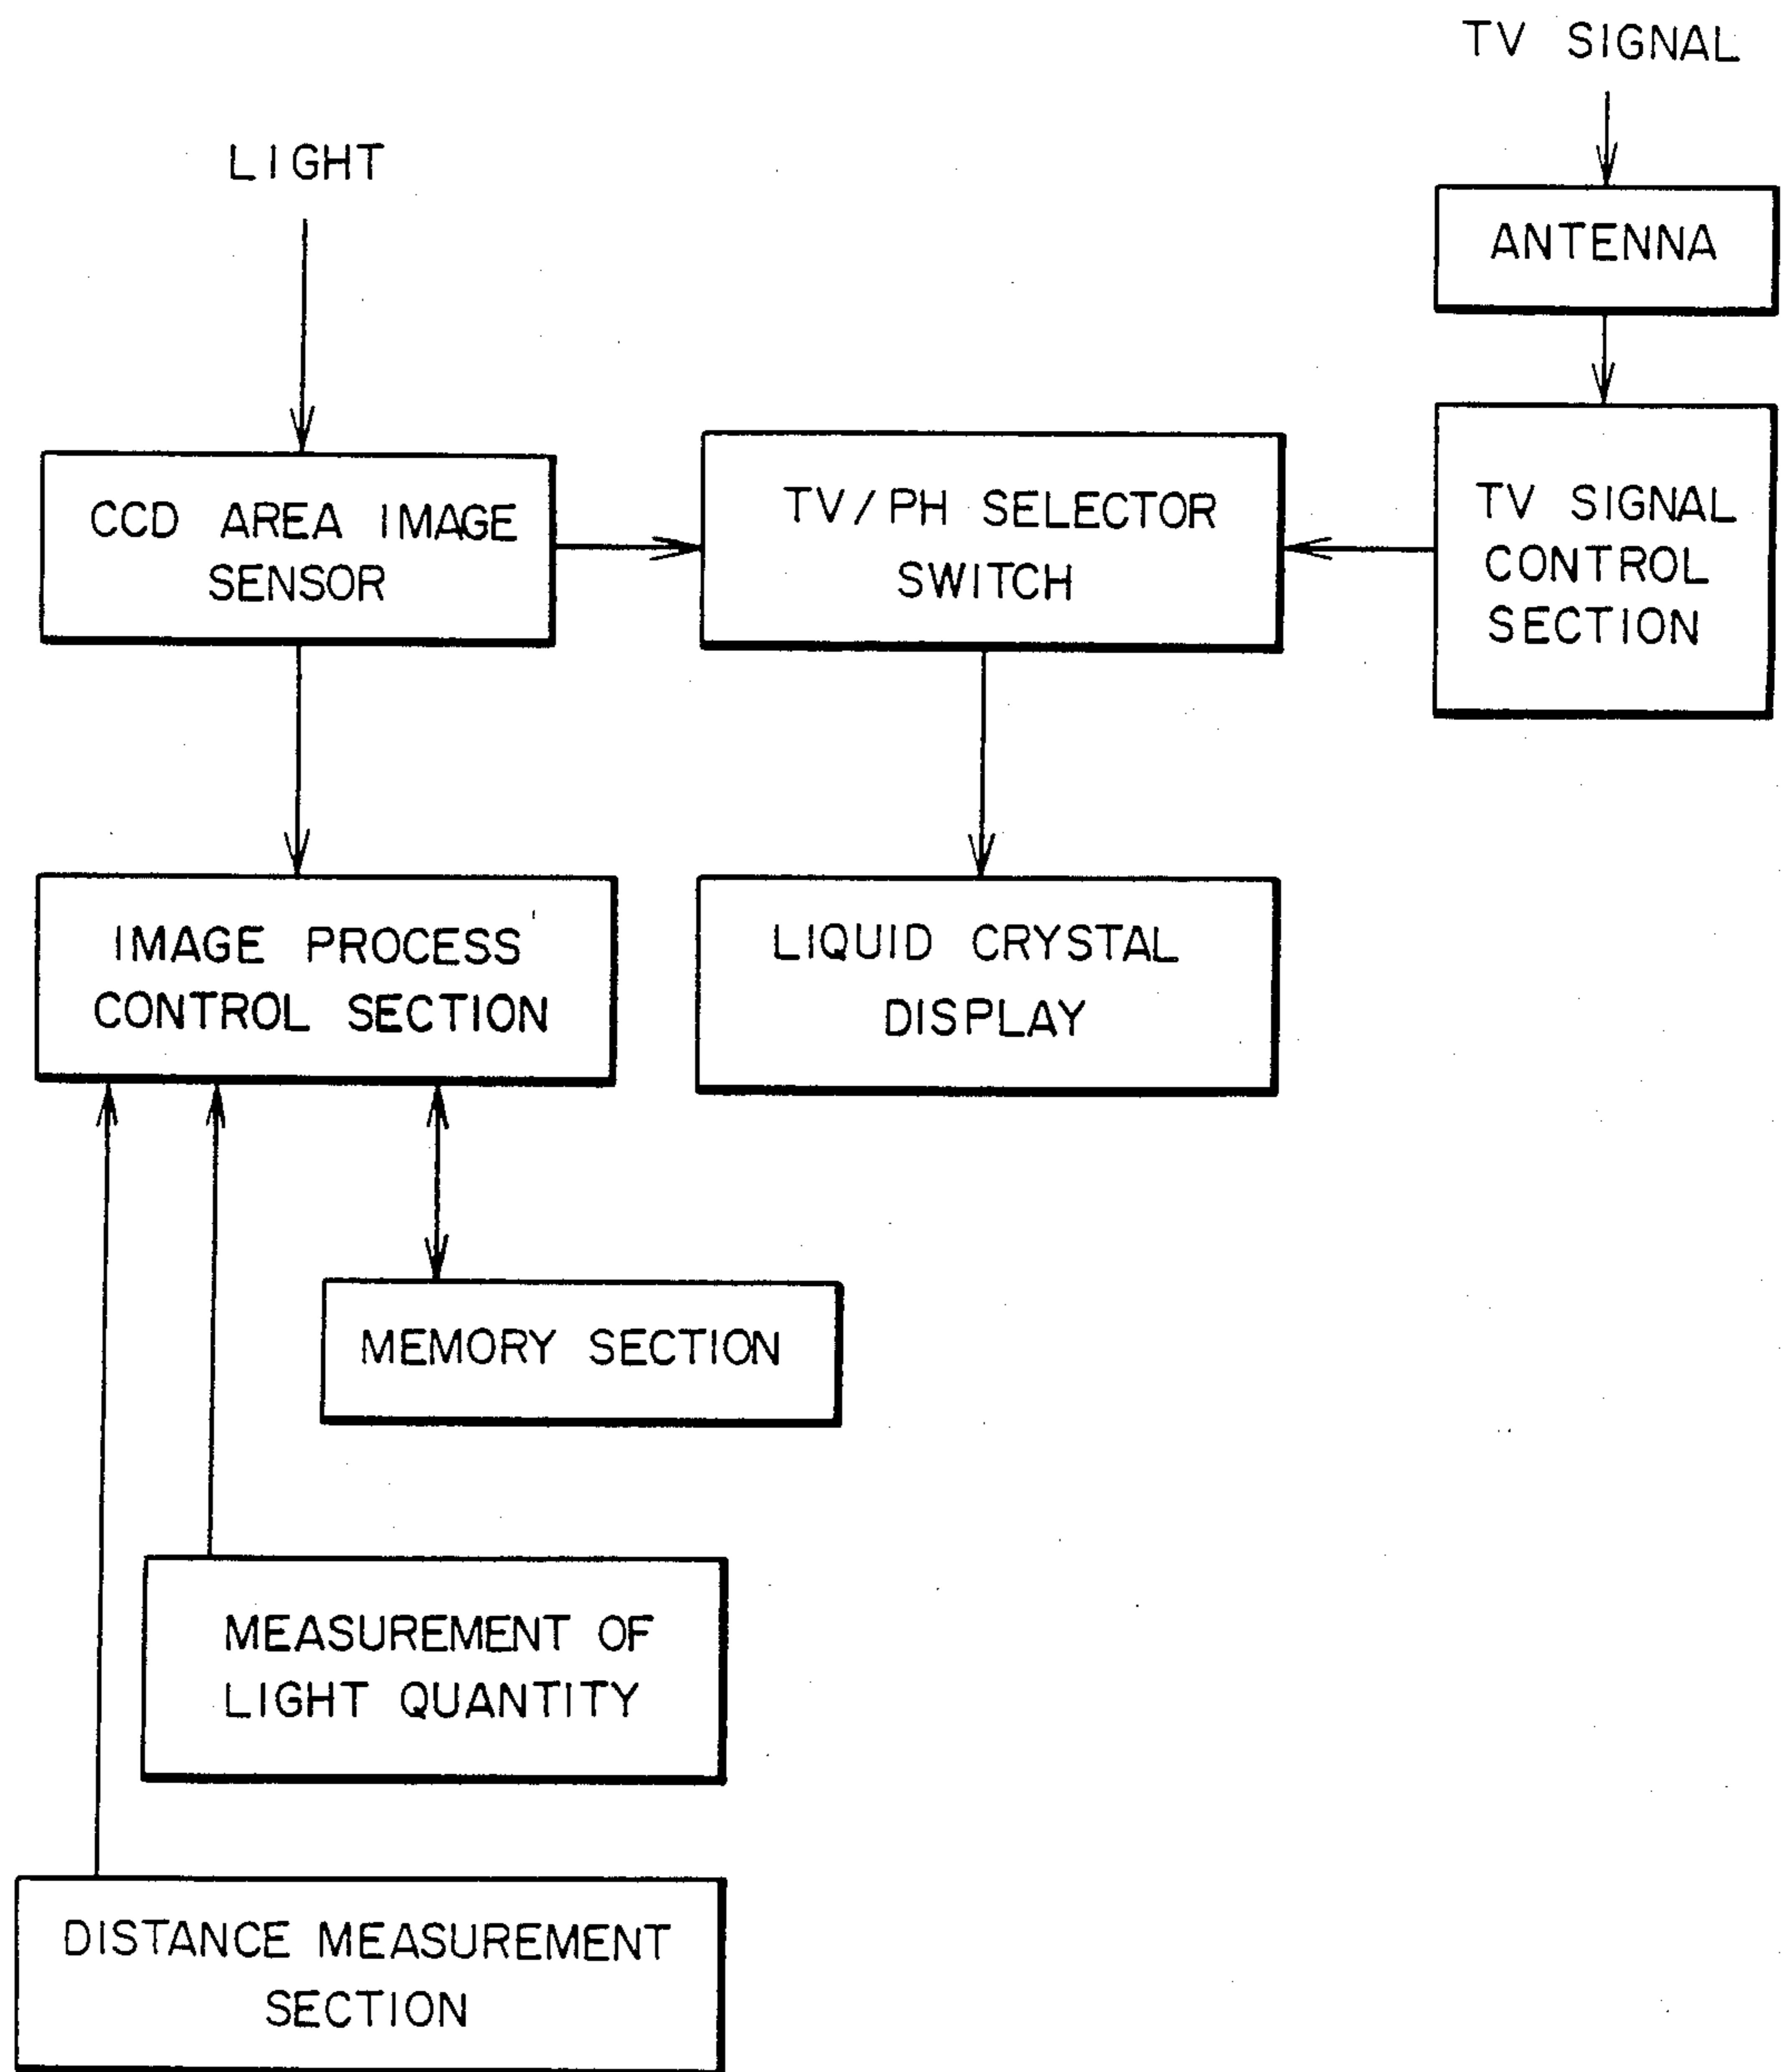 TV SIGNAL
LIGHT
ANTENNA
CCD AREA IMAGE
SENSOR
TV/PH SELECTOR
SWITCH
TV SIGNAL
CONTROL
SECTION
IMAGE PROCESS
CONTROL SECTION
LIQUID CRYSTAL
DISPLAY
MEMORY SECTION
MEASUREMENT OF
LIGHT QUANTITY
DISTANCE MEASUREMENT
SECTION